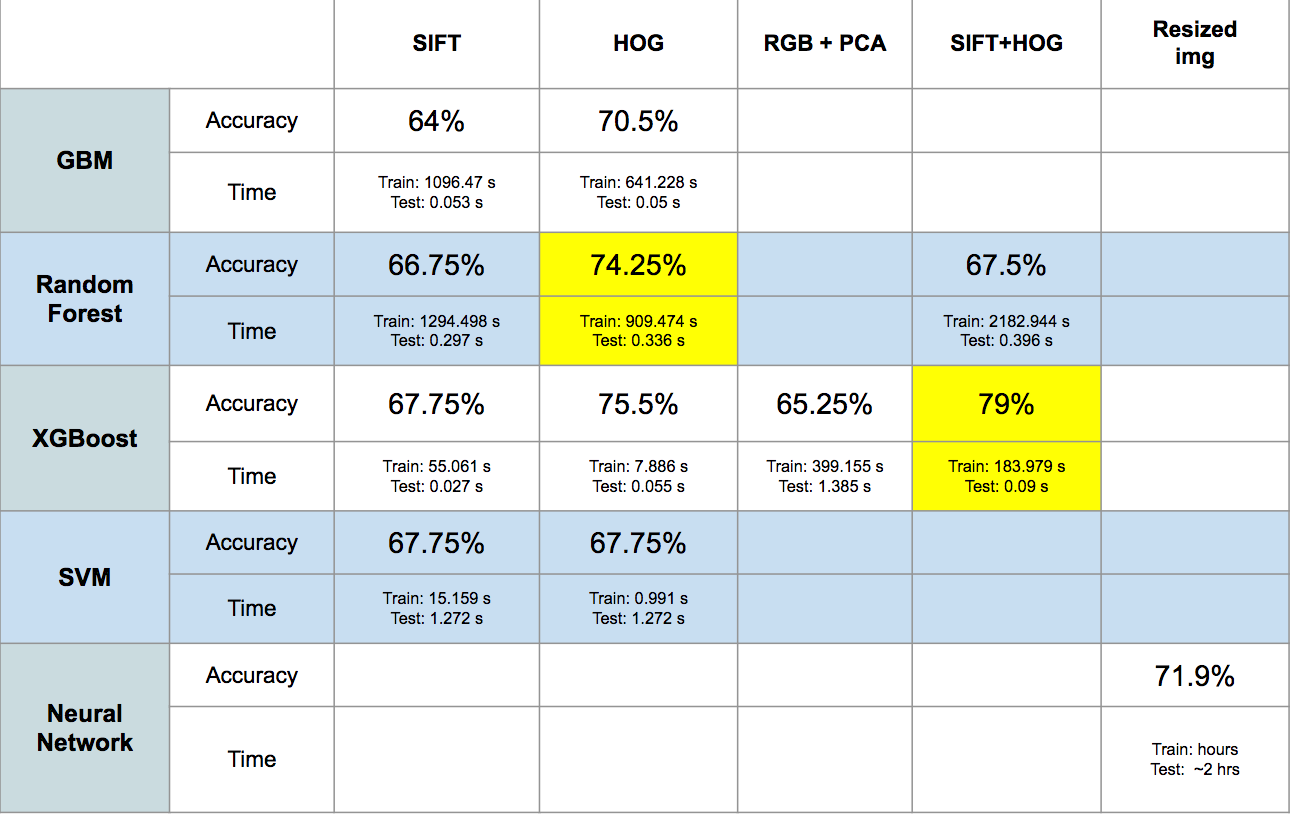 SIFT
HOG
RGB + PCA
SIFT+HOG
Resized
img
GBM
Accuracy
64%
70.5%
Time
Train: 1096.47 s
Test: 0.053 s
Train: 641.228 s
Test: 0.05 s
Random
Forest
Accuracy
66.75%
74.25%
67.5%
Time
Train: 1294.498 s
Test: 0.297 s
Train: 909.474 s
Test: 0.336 s
Train: 2182.944 s
Test: 0.396 s
XGBoost
Accuracy
67.75%
75.5%
65.25%
79%
Time
Train: 55.061 s
Test: 0.027 s
Train: 7.886 s
Test: 0.055 s
Train: 399.155 s
Test: 1.385 s
Train: 183.979 s
Test: 0.09 s
SVM
Accuracy
67.75%
67.75%
Time
Train: 15.159 s
Test: 1.272 s
Train: 0.991 s
Test: 1.272 s
Neural
Network
Accuracy
71.9%
Time
Train: hours
Test: ~2 hrs